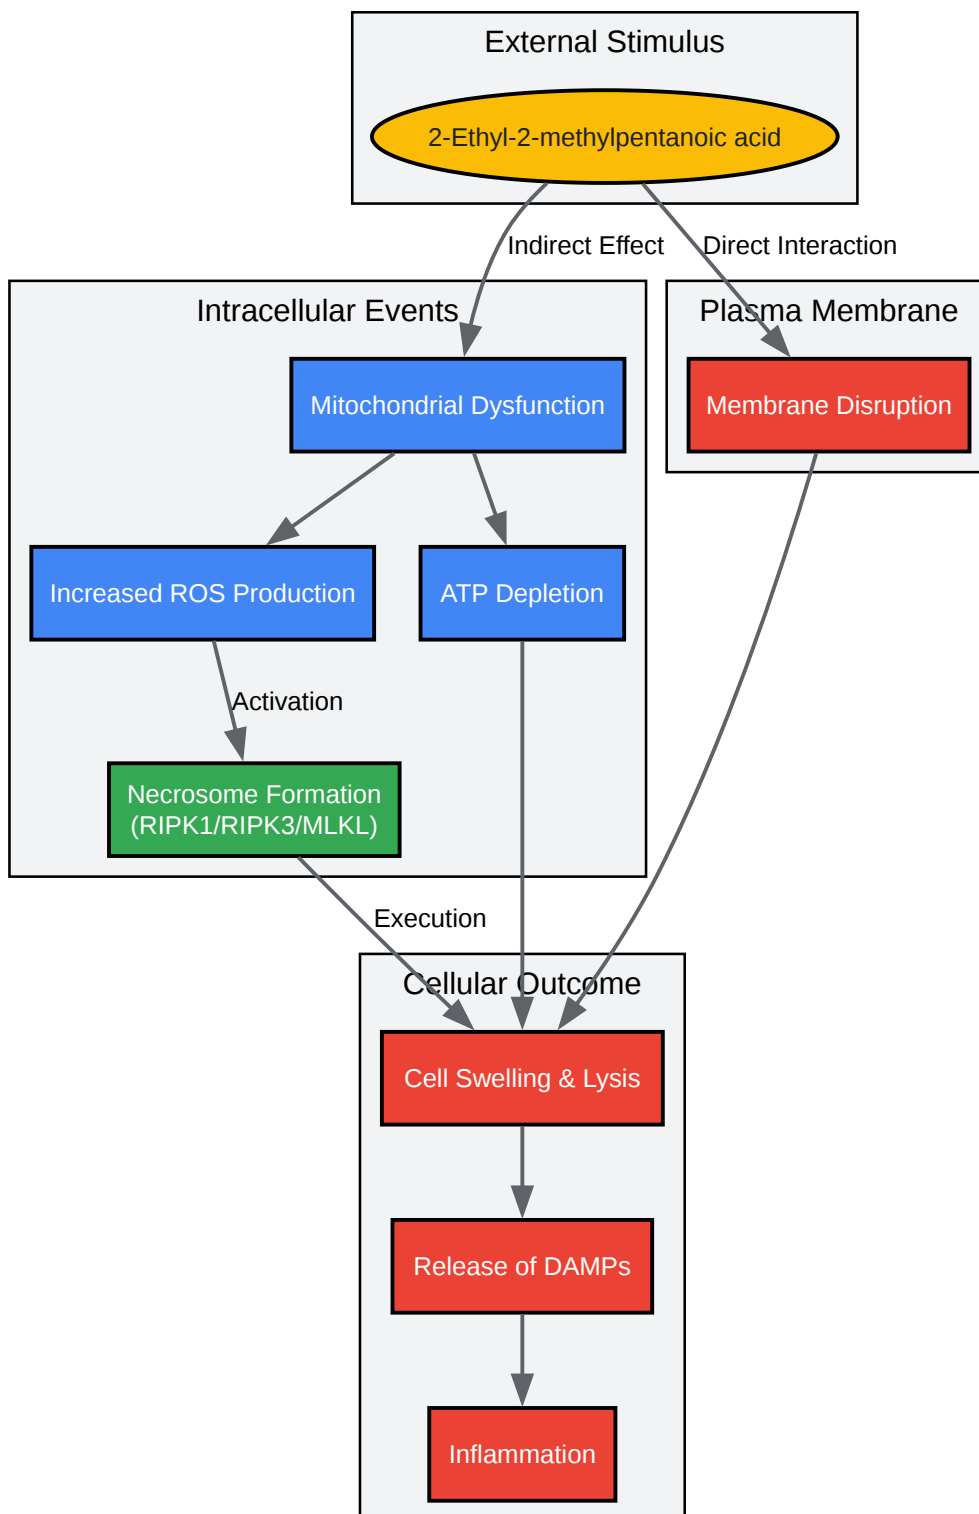 External Stimulus
2-Ethyl-2-methylpentanoic acid
Indirect Effect
Direct Interaction
Intracellular Events
Plasma Membrane
Mitochondrial Dysfunction
Membrane Disruption
Increased ROS Production
ATP Depletion
Activation
Necrosome Formation
(RIPK1/RIPK3/MLKL)
Execution
Cellular Outcome
Cell Swelling & Lysis
Release of DAMPs
Inflammation